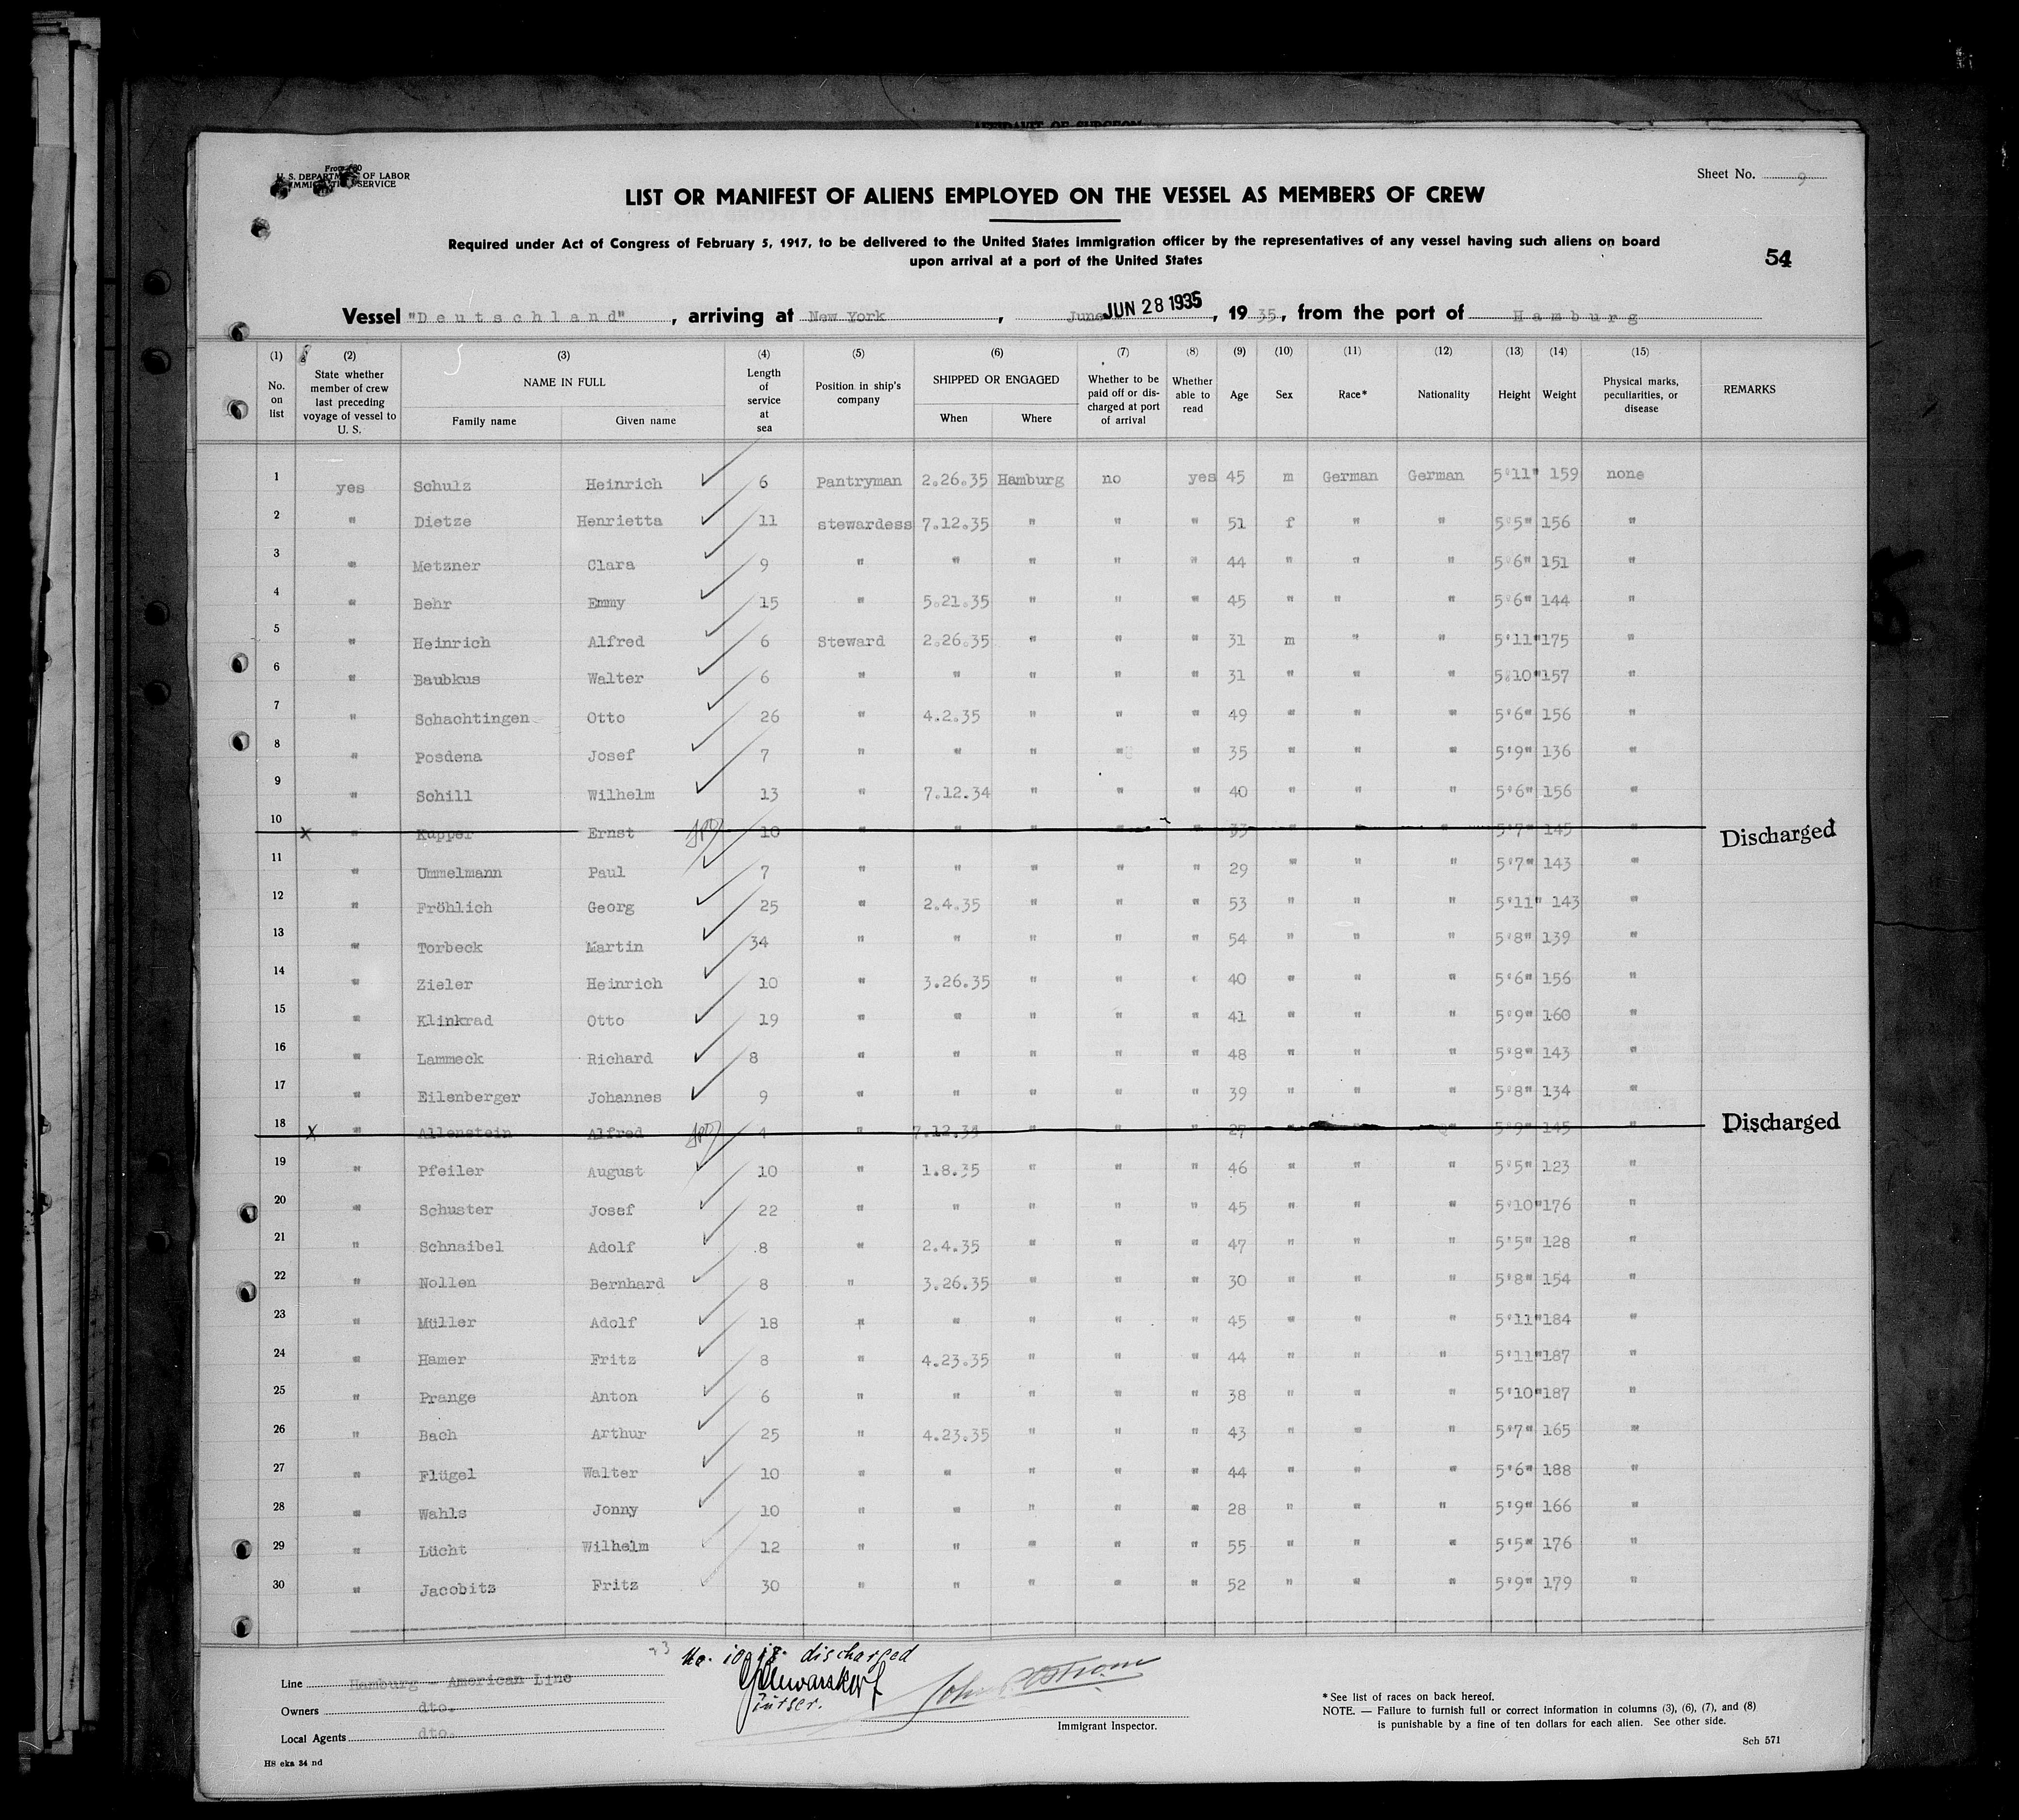 AFFIDAVIT OF SURGEON
U. S. DEPARTMENT OF LABOR
IMMIGRATION SERVICE
Sheet No. 9
LIST OR MANIFEST OF ALIENS EMPLOYED ON THE VESSEL AS MEMBERS OF CREW
Required under Act of Congress of February 5, 1917, to be delivered to the United States immigration officer by the representatives of any vessel having such aliens on board
upon arrival at a port of the United States
54
Vessel "Deutschland", arriving at New York, June JUN 28 1935, 19 35, from the port of Hamburg
(1) (2) (3) (4) (5) (6) (7) (8) (9) (10) (11) (12) (13) (14) (15)
No. on list State whether member of crew last preceding voyage of vessel to U. S. NAME IN FULL Family name Given name Length of service at sea Position in ship's company SHIPPED OR ENGAGED When Where Whether to be paid off or discharged at port of arrival Whether able to read Age Sex Race* Nationality Height Weight Physical marks, peculiarities, or disease REMARKS
1 yes Schulz Heinrich 6 Pantryman 2.26.35 Hamburg no yes 45 m German German 5'11" 159 none
2 " Dietze Henrietta 11 stewardess 7.12.35 " " " 51 f " " 5'5" 156 "
3 " Metzner Clara 9 " " " " " 44 " " " 5'6" 151 "
4 " Behr Emmy 15 " 5.21.35 " " " 45 " " " 5'6" 144 "
5 " Heinrich Alfred 6 Steward 2.26.35 " " " 31 m " " 5'11" 175 "
6 " Baubkus Walter 6 " " " " " 31 " " " 5'10" 157 "
7 " Schachtingen Otto 26 " 4.2.35 " " " 49 " " " 5'6" 156 "
8 " Posdena Josef 7 " " " " " 35 " " " 5'9" 136 "
9 " Schill Wilhelm 13 " 7.12.34 " " " 40 " " " 5'6" 156 "
10 x " Kupper Ernst 10 " " " " " 33 " " " 5'7" 145 " Discharged
11 " Ummelmann Paul 7 " " " " " 29 " " " 5'7" 143 "
12 " Fröhlich Georg 25 " 2.4.35 " " " 53 " " " 5'11" 143 "
13 " Torbeck Martin 34 " " " " " 54 " " " 5'8" 139 "
14 " Zieler Heinrich 10 " 3.26.35 " " " 40 " " " 5'6" 156 "
15 " Klinkrad Otto 19 " " " " " 41 " " " 5'9" 160 "
16 " Lammeck Richard 8 " " " " " 48 " " " 5'8" 143 "
17 " Eilenberger Johannes 9 " " " " " 39 " " " 5'8" 134 "
18 x " Allenstein Alfred 4 " 7.12.34 " " " 27 " " " 5'9" 145 " Discharged
19 " Pfeiler August 10 " 1.8.35 " " " 46 " " " 5'5" 123 "
20 " Schuster Josef 22 " " " " " 45 " " " 5'10" 176 "
21 " Schnaibel Adolf 8 " 2.4.35 " " " 47 " " " 5'5" 128 "
22 " Nollen Bernhard 8 " 3.26.35 " " " 30 " " " 5'8" 154 "
23 " Müller Adolf 18 " " " " " 45 " " " 5'11" 184 "
24 " Hamer Fritz 8 " 4.23.35 " " " 44 " " " 5'11" 187 "
25 " Prange Anton 6 " " " " " 38 " " " 5'10" 187 "
26 " Bach Arthur 25 " 4.23.35 " " " 43 " " " 5'7" 165 "
27 " Flügel Walter 10 " " " " " 44 " " " 5'6" 188 "
28 " Wahls Jonny 10 " " " " " 28 " " " 5'9" 166 "
29 " Lücht Wilhelm 12 " " " " " 55 " " " 5'5" 176 "
30 " Jacobitz Fritz 30 " " " " " 52 " " " 5'9" 179 "
No. 10, 18. discharged
Line Hamburg - American Line
Owners dto.
Local Agents dto.
Immigrant Inspector.
*See list of races on back hereof.
NOTE. — Failure to furnish full or correct information in columns (3), (6), (7), and (8)
is punishable by a fine of ten dollars for each alien. See other side.
Sch 571
HS eka 34 nd